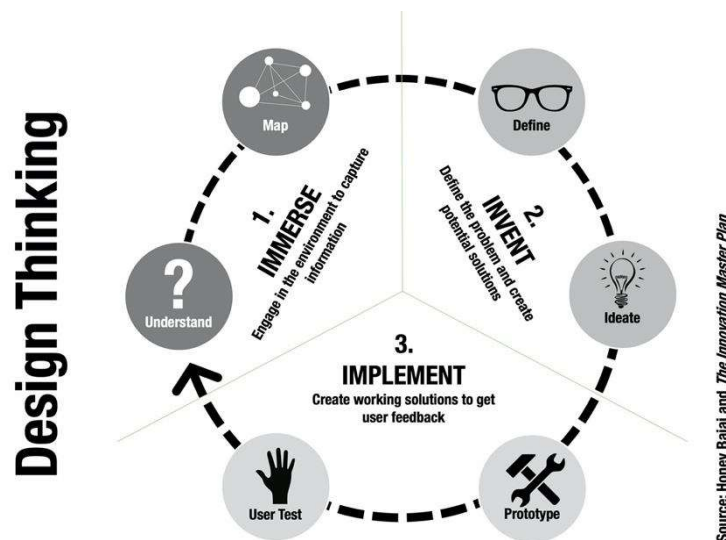 Design Thinking
Map
Understand
1.
IMMERSE
Engage in the environment to capture
information
Define
Ideate
2.
INVENT
Define the problem and create
potential solutions
3.
IMPLEMENT
Create working solutions to get
user feedback
Prototype
User Test
Source: Honey Bajaj and The Innovation Master Plan